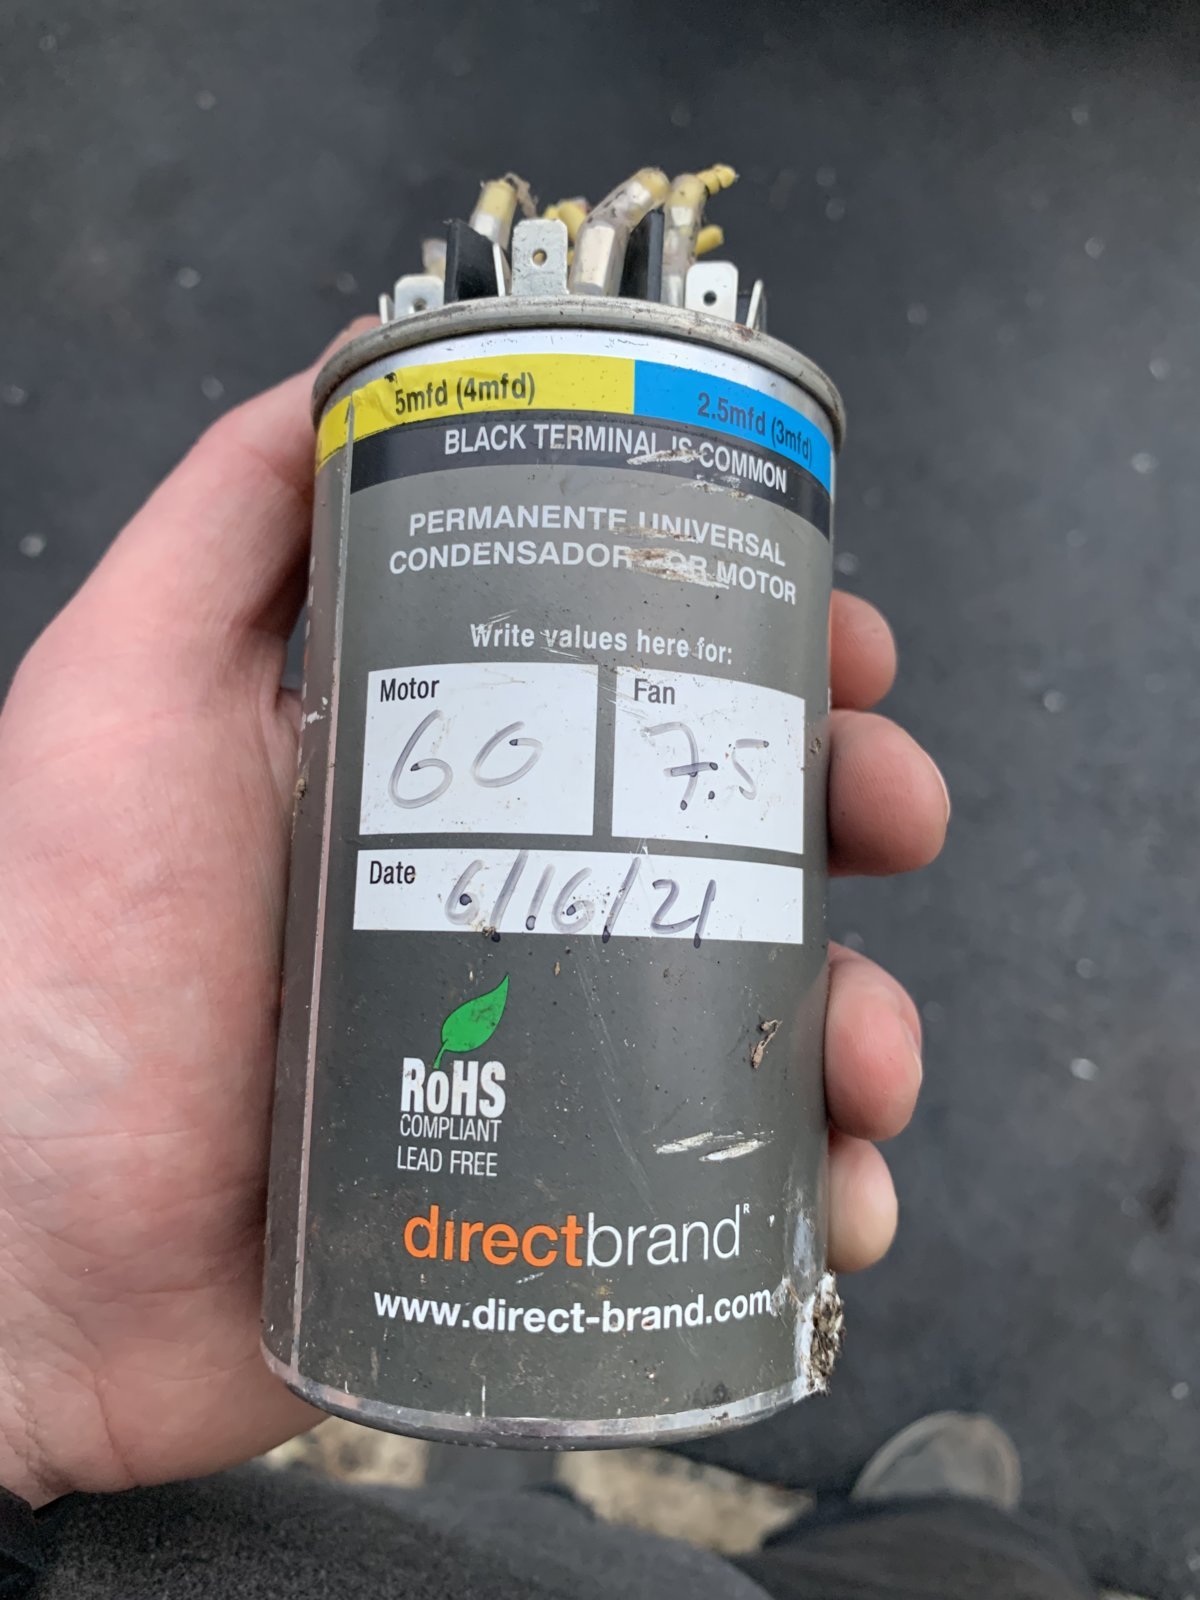 5mfd (4mfd) 2.5mfd (3mfd)
BLACK TERMINAL IS COMMON
PERMANENTE UNIVERSAL
CONDENSADOR MOTOR
Write values here for:
Motor Fan
60 7.5
Date 6/16/21
RoHS
COMPLIANT
LEAD FREE
directbrand
www.direct-brand.com